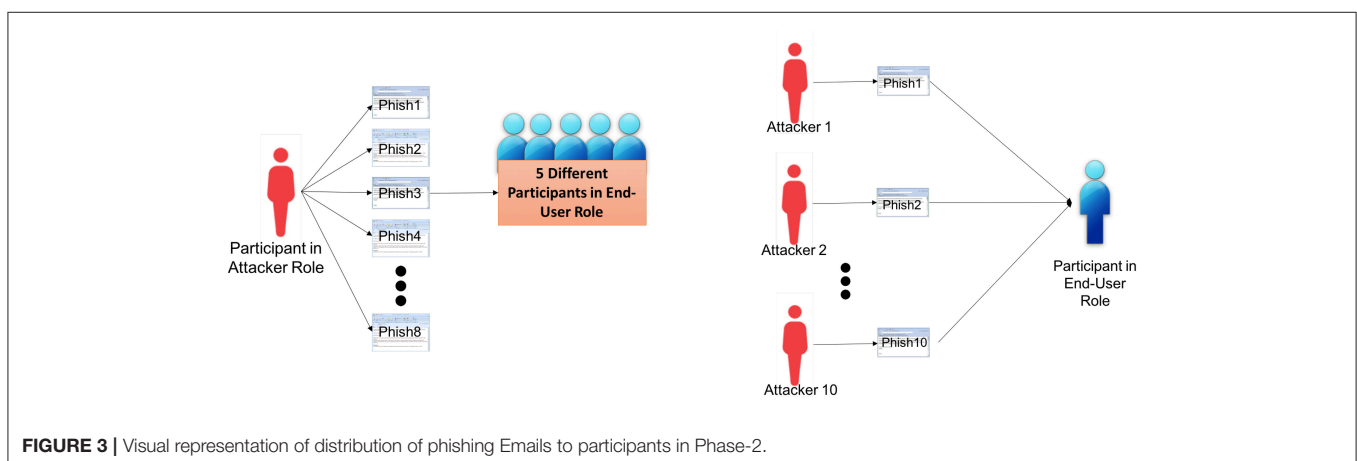 Phish1
Phish2
Phish3
Phish4
Phish8
Participant in
Attacker Role
5 Different
Participants in End-
User Role
Attacker 1
Phish1
Attacker 2
Phish2
Attacker 10
Phish10
Participant in
End-User
Role
FIGURE 3 | Visual representation of distribution of phishing Emails to participants in Phase-2.